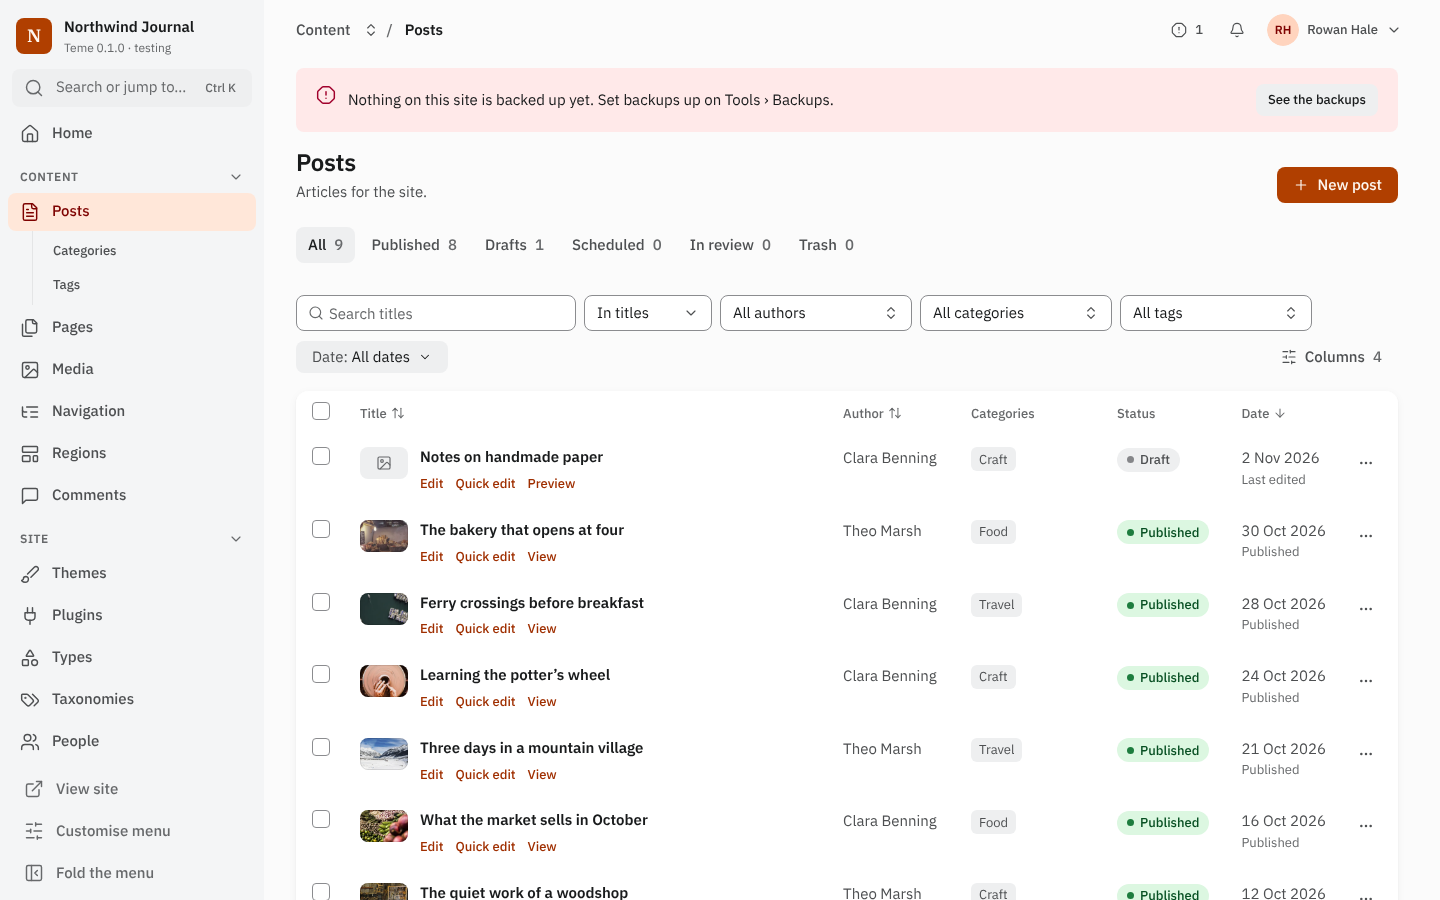 N
Northwind Journal
Teme 0.1.0 · testing
Search or jump to... Ctrl K
Home
CONTENT
Posts
Categories
Tags
Pages
Media
Navigation
Regions
Comments
SITE
Themes
Plugins
Types
Taxonomies
People
View site
Customise menu
Fold the menu
Content / Posts
1
RH Rowan Hale
Nothing on this site is backed up yet. Set backups up on Tools › Backups.
See the backups
Posts
Articles for the site.
New post
All 9 Published 8 Drafts 1 Scheduled 0 In review 0 Trash 0
Search titles In titles All authors All categories All tags
Date: All dates Columns 4
Title Author Categories Status Date
Notes on handmade paper Clara Benning Craft Draft 2 Nov 2026
Edit Quick edit Preview Last edited
The bakery that opens at four Theo Marsh Food Published 30 Oct 2026
Edit Quick edit View Published
Ferry crossings before breakfast Clara Benning Travel Published 28 Oct 2026
Edit Quick edit View Published
Learning the potter’s wheel Clara Benning Craft Published 24 Oct 2026
Edit Quick edit View Published
Three days in a mountain village Theo Marsh Travel Published 21 Oct 2026
Edit Quick edit View Published
What the market sells in October Clara Benning Food Published 16 Oct 2026
Edit Quick edit View Published
The quiet work of a woodshop Theo Marsh Craft Published 12 Oct 2026